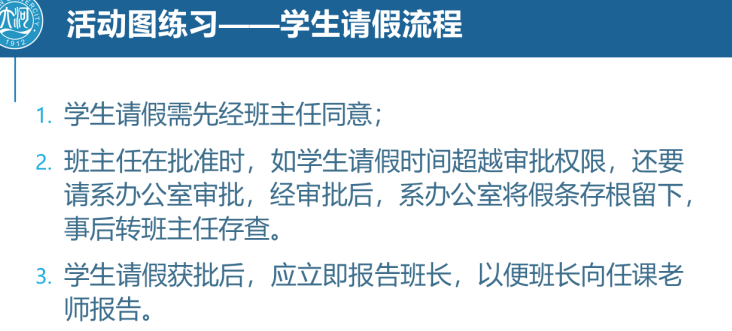 活动图练习——学生请假流程
1. 学生请假需先经班主任同意；
2. 班主任在批准时，如学生请假时间超越审批权限，还要
请系办公室审批，经审批后，系办公室将假条存根留下，
事后转班主任存查。
3. 学生请假获批后，应立即报告班长，以便班长向任课老
师报告。
1912